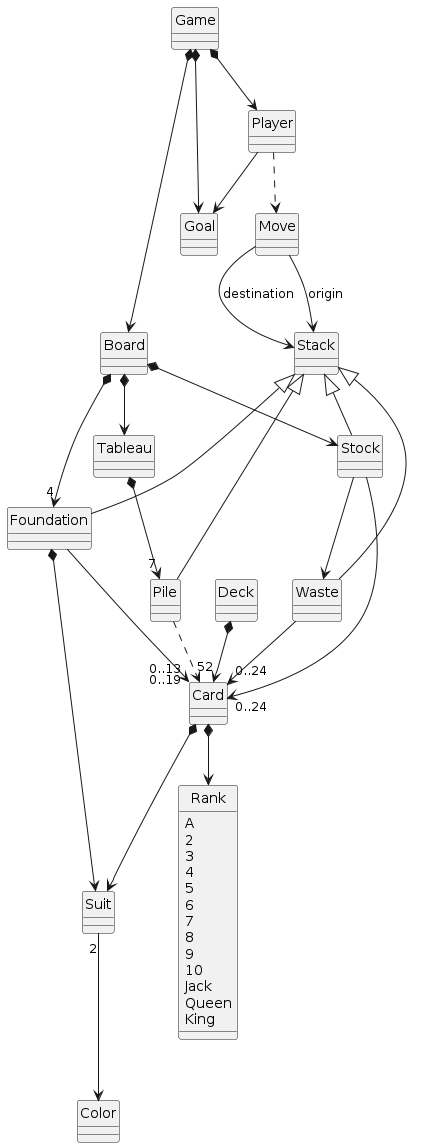 Game
Player
Goal
Move
destination
origin
Board
Stack
Tableau
Stock
4
Foundation
7
Pile
Deck
Waste
0..13
52
0..24
0..19
Card
0..24
Rank
A
2
3
4
5
6
7
8
9
10
Jack
Queen
King
Suit
2
Color